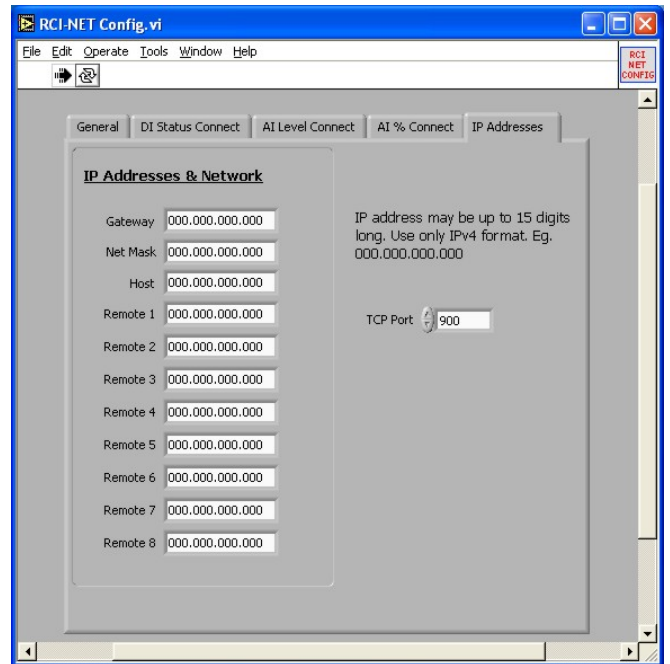 RCI-NET Config.vi
File Edit Operate Tools Window Help
RCI
NET
CONFIG
General DI Status Connect AI Level Connect AI % Connect IP Addresses
IP Addresses & Network
Gateway 000.000.000.000
Net Mask 000.000.000.000
Host 000.000.000.000
Remote 1 000.000.000.000
Remote 2 000.000.000.000
Remote 3 000.000.000.000
Remote 4 000.000.000.000
Remote 5 000.000.000.000
Remote 6 000.000.000.000
Remote 7 000.000.000.000
Remote 8 000.000.000.000
IP address may be up to 15 digits
long. Use only IPv4 format. Eg.
000.000.000.000
TCP Port 900